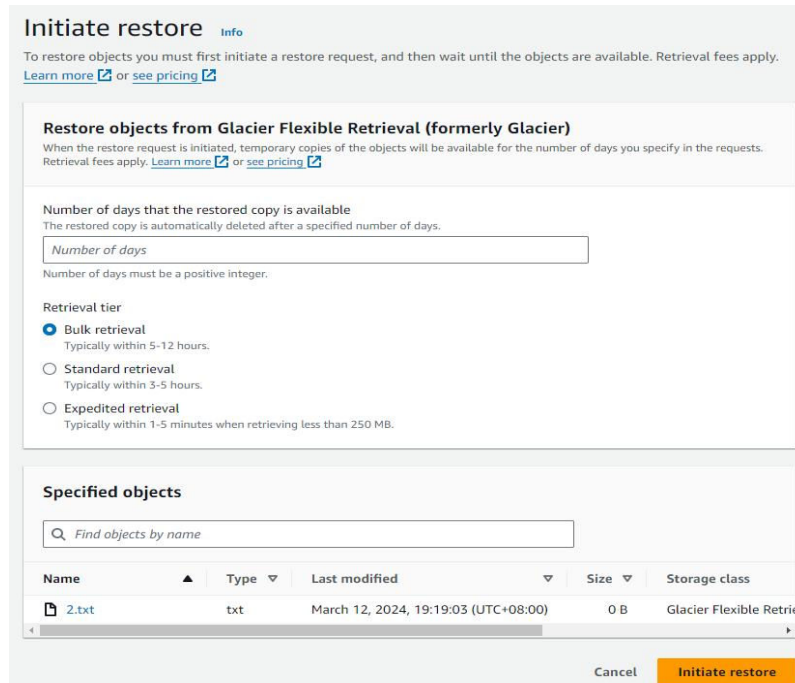 Initiate restore Info
To restore objects you must first initiate a restore request, and then wait until the objects are available. Retrieval fees apply.
Learn more or see pricing
Restore objects from Glacier Flexible Retrieval (formerly Glacier)
When the restore request is initiated, temporary copies of the objects will be available for the number of days you specify in the requests.
Retrieval fees apply. Learn more or see pricing
Number of days that the restored copy is available
The restored copy is automatically deleted after a specified number of days.
Number of days
Number of days must be a positive integer.
Retrieval tier
Bulk retrieval
Typically within 5-12 hours.
Standard retrieval
Typically within 3-5 hours.
Expedited retrieval
Typically within 1-5 minutes when retrieving less than 250 MB.
Specified objects
Find objects by name
Name Type Last modified Size Storage class
2.txt txt March 12, 2024, 19:19:03 (UTC+08:00) 0 B Glacier Flexible Retrie
Cancel Initiate restore